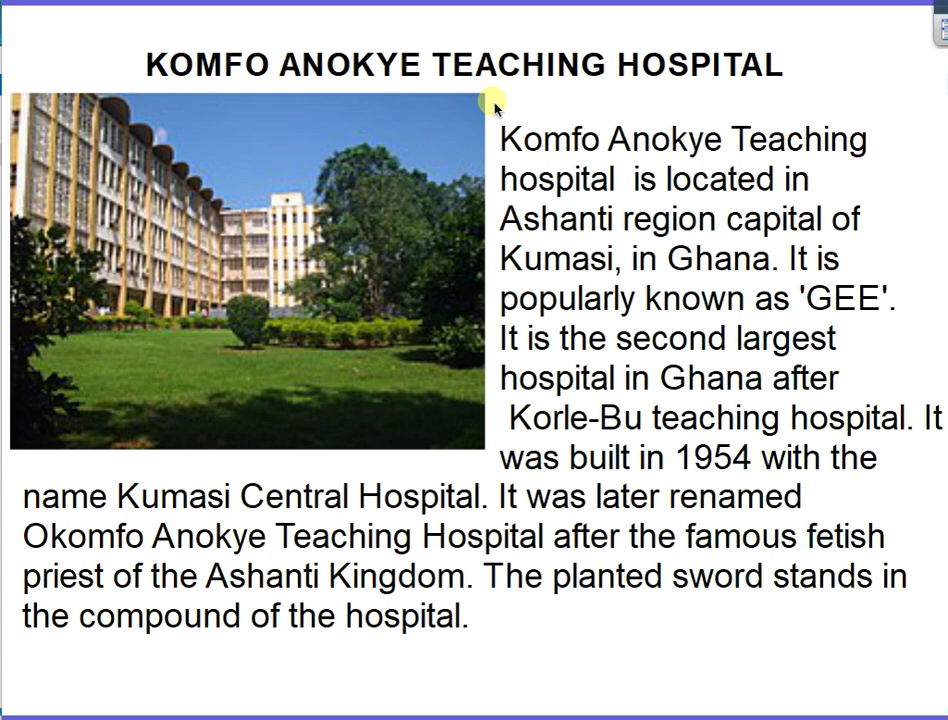 KOMFO ANOKYE TEACHING HOSPITAL
Komfo Anokye Teaching
hospital  is located in
Ashanti region capital of
Kumasi, in Ghana. It is
popularly known as 'GEE'.
It is the second largest
hospital in Ghana after
Korle-Bu teaching hospital. It
was built in 1954 with the
name Kumasi Central Hospital. It was later renamed
Okomfo Anokye Teaching Hospital after the famous fetish
priest of the Ashanti Kingdom. The planted sword stands in
the compound of the hospital.